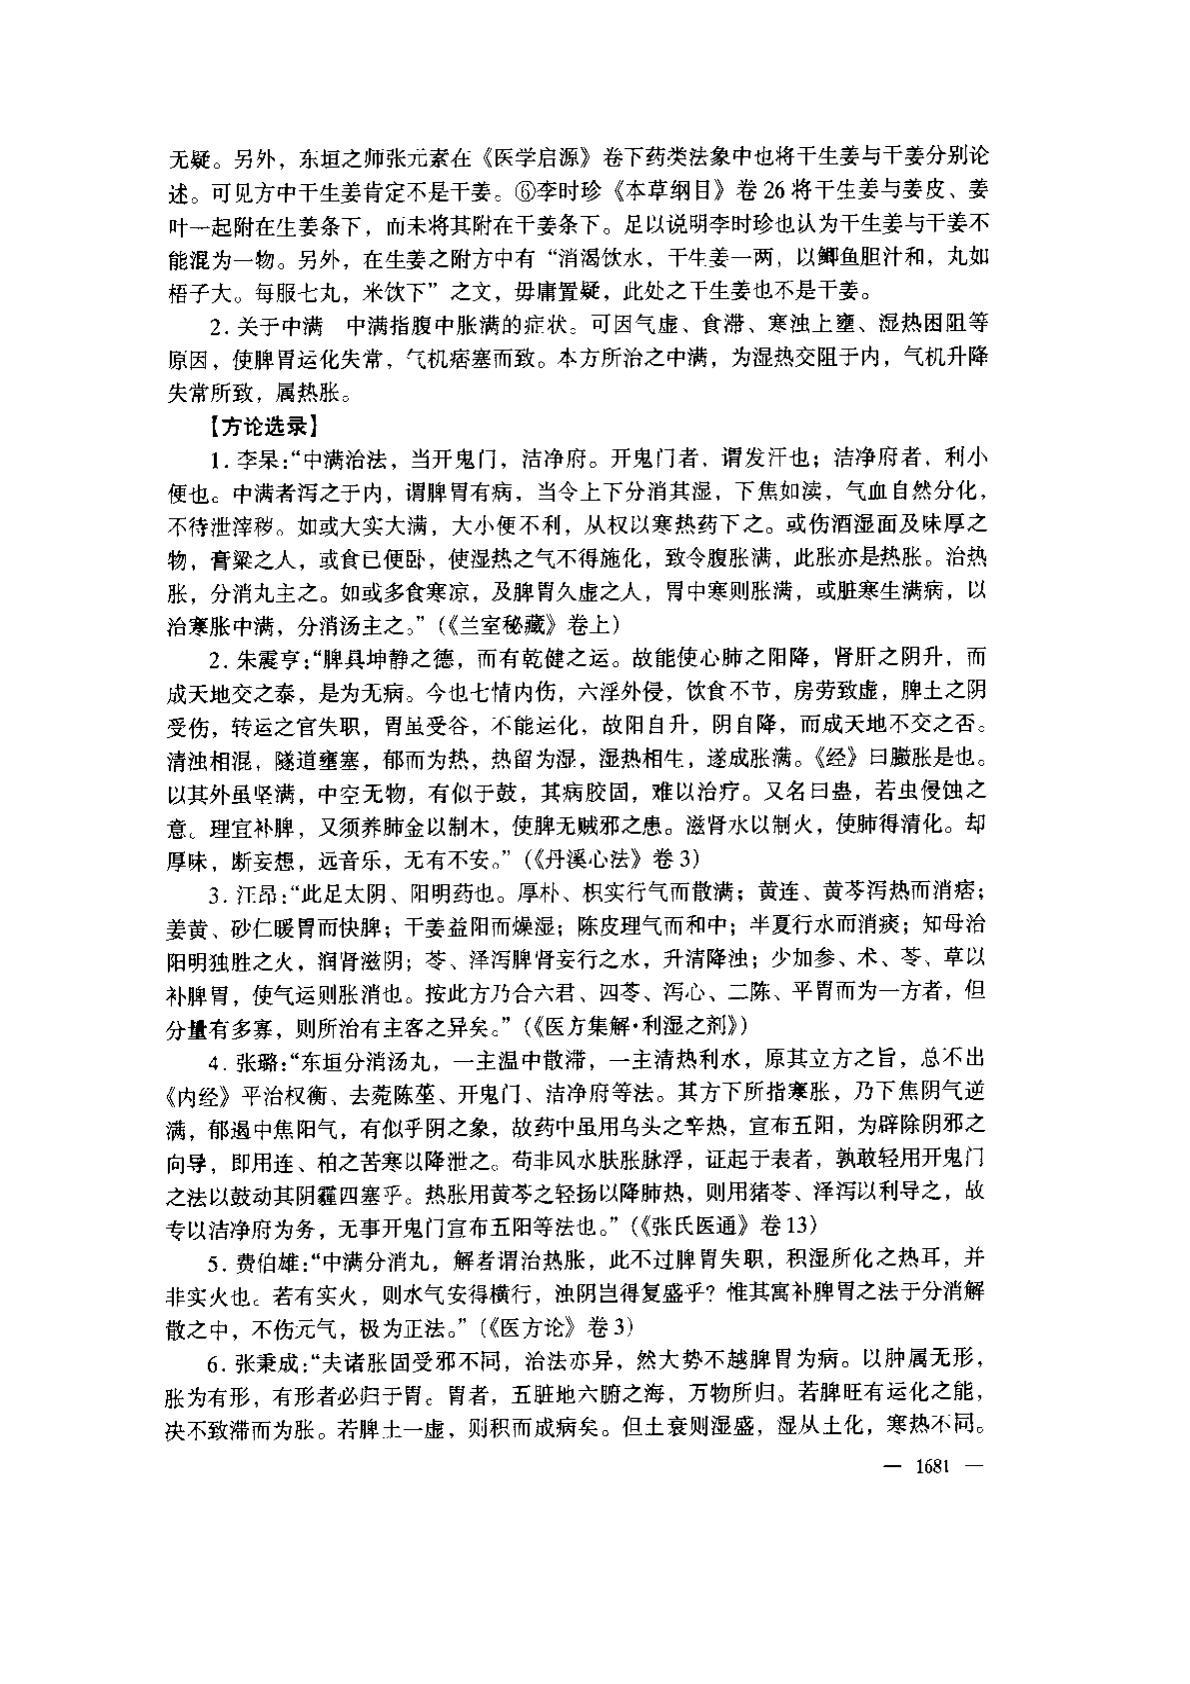 无疑。另外，东垣之师张元素在《医学启源》卷下药类法象中也将干生姜与干姜分别论
述。可见方中干生姜肯定不是干姜。⑥李时珍《本草纲目》卷 26 将干生姜与姜皮、姜
叶一起附在生姜条下，而未将其附在干姜条下。足以说明李时珍也认为干生姜与干姜不
能混为一物。另外，在生姜之附方中有“消渴饮水，干生姜一两，以鲫鱼胆汁和，丸如
梧子大。每服七丸，米饮下”之文，毋庸置疑，此处之干生姜也不是干姜。
2. 关于中满　中满指腹中胀满的症状。可因气虚、食滞、寒浊上壅、湿热困阻等
原因，使脾胃运化失常，气机痞塞而致。本方所治之中满，为湿热交阻于内，气机升降
失常所致，属热胀。
【方论选录】
1. 李杲：“中满治法，当开鬼门，洁净府。开鬼门者，谓发汗也；洁净府者，利小
便也。中满者泻之于内，谓脾胃有病，当令上下分消其湿，下焦如渎，气血自然分化，
不待泄滓秽。如或大实大满，大小便不利，从权以寒热药下之。或伤酒湿面及味厚之
物，膏粱之人，或食已便卧，使湿热之气不得施化，致令腹胀满，此胀亦是热胀。治热
胀，分消丸主之。如或多食寒凉，及脾胃久虚之人，胃中寒则胀满，或脏寒生满病，以
治寒胀中满，分消汤主之。”（《兰室秘藏》卷上）
2. 朱震亨：“脾具坤静之德，而有乾健之运。故能使心肺之阳降，肾肝之阴升，而
成天地交之泰，是为无病。今也七情内伤，六淫外侵，饮食不节，房劳致虚，脾土之阴
受伤，转运之官失职，胃虽受谷，不能运化，故阳自升，阴自降，而成天地不交之否。
清浊相混，隧道壅塞，郁而为热，热留为湿，湿热相生，遂成胀满。《经》曰臌胀是也。
以其外虽坚满，中空无物，有似于鼓，其病胶固，难以治疗。又名曰蛊，若虫侵蚀之
意。理宜补脾，又须养肺金以制木，使脾无贼邪之患。滋肾水以制火，使肺得清化。却
厚味，断妄想，远音乐，无有不安。”（《丹溪心法》卷 3）
3. 汪昂：“此足太阴、阳明药也。厚朴、枳实行气而散满；黄连、黄芩泻热而消痞；
姜黄、砂仁暖胃而快脾；干姜益阳而燥湿；陈皮理气而和中；半夏行水而消痰；知母治
阳明独胜之火，润肾滋阴；苓、泽泻脾肾妄行之水，升清降浊；少加参、术、苓、草以
补脾胃，使气运则胀消也。按此方乃合六君、四苓、泻心、二陈、平胃而为一方者，但
分量有多寡，则所治有主客之异矣。”（《医方集解·利湿之剂》）
4. 张璐：“东垣分消汤丸，一主温中散滞，一主清热利水，原其立方之旨，总不出
《内经》平治权衡、去菀陈莝、开鬼门、洁净府等法。其方下所指寒胀，乃下焦阴气逆
满，郁遏中焦阳气，有似乎阴之象，故药中虽用乌头之辛热，宣布五阳，为辟除阴邪之
向导，即用连、柏之苦寒以降泄之。苟非风水肤胀脉浮，证起于表者，孰敢轻用开鬼门
之法以鼓动其阴霾四塞乎。热胀用黄芩之轻扬以降肺热，则用猪苓、泽泻以利导之，故
专以洁净府为务，无事开鬼门宣布五阳等法也。”（《张氏医通》卷 13）
5. 费伯雄：“中满分消丸，解者谓治热胀，此不过脾胃失职，积湿所化之热耳，并
非实火也。若有实火，则水气安得横行，浊阴岂得复盛乎？惟其寓补脾胃之法于分消解
散之中，不伤元气，极为正法。”（《医方论》卷 3）
6. 张秉成：“夫诸胀固受邪不同，治法亦异，然大势不越脾胃为病。以肿属无形，
胀为有形，有形者必归于胃。胃者，五脏地六腑之海，万物所归。若脾旺有运化之能，
决不致滞而为胀。若脾土一虚，则积而成病矣。但土衰则湿盛，湿从土化，寒热不同。
— 1681 —